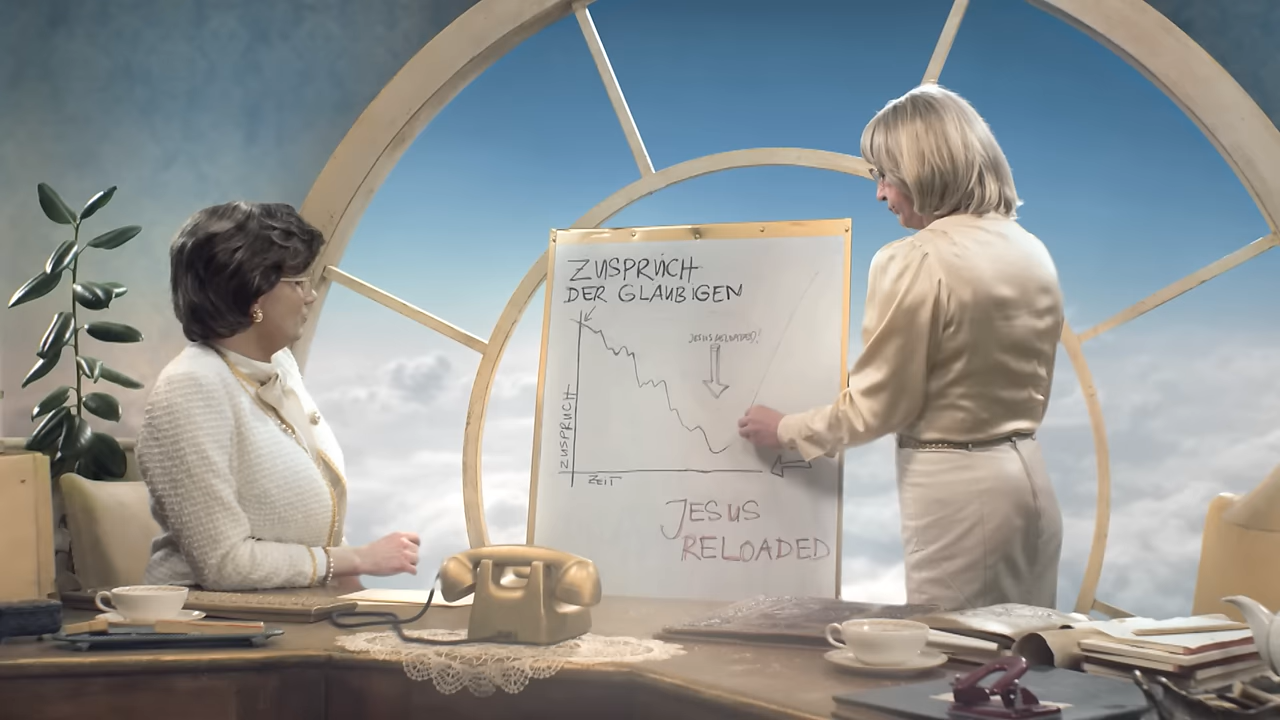 ZUSPRUCH
DER GLÄUBIGEN
JESUS RELOADED?
ZUSPRUCH
ZEIT
JESUS
RELOADED